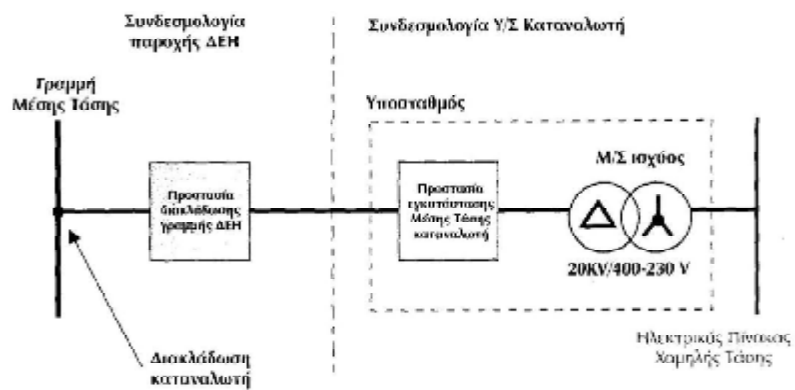 Συνδεσμολογία
παροχής ΔΕΗ
Συνδεσμολογία Υ/Σ Καταναλωτή
Γραμμή
Μέσης Τάσης
Υποσταθμός
Μ/Σ ισχύος
Προστασία
διακλάδωσης
γραμμής ΔΕΗ
Προστασία
εγκατάστασης
Μέσης Τάσης
καταναλωτή
20KV/400-230 V
Διακλάδωση
καταναλωτή
Ηλεκτρικός Πίνακας
Χαμηλής Τάσης